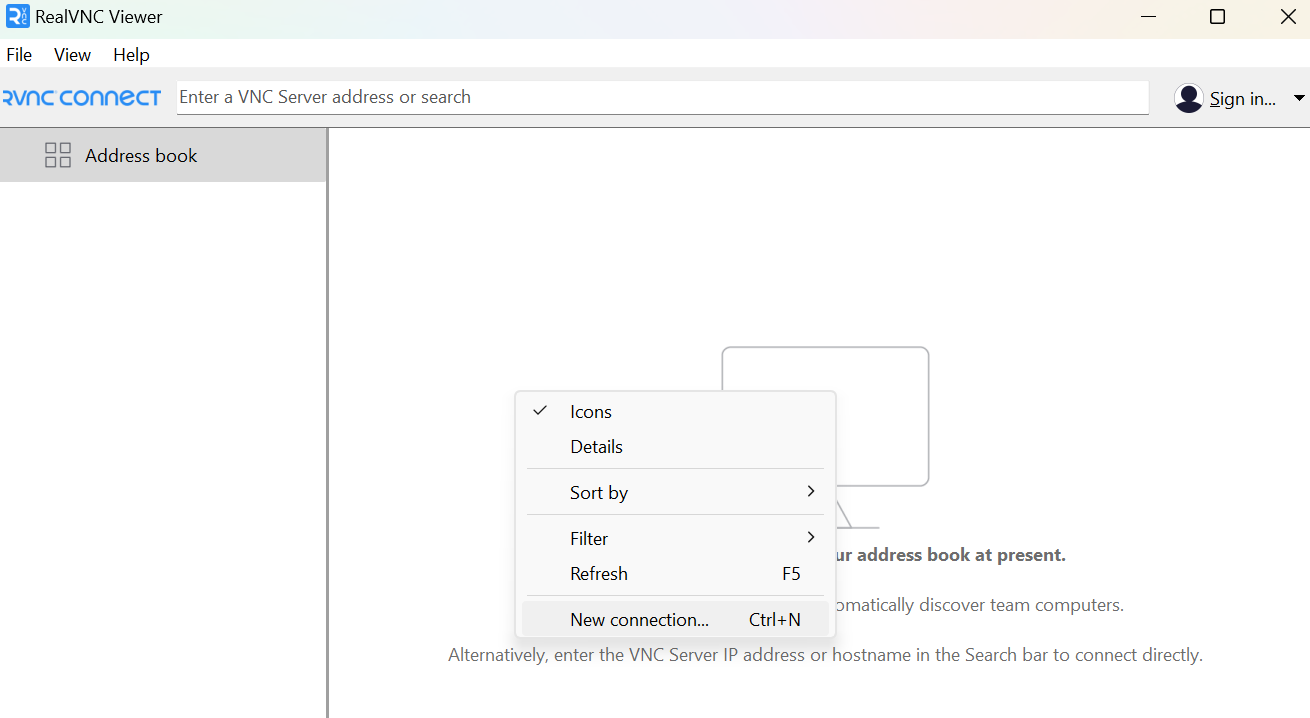 RealVNC Viewer
File View Help
RVNC CONNECT Enter a VNC Server address or search Sign in...
Address book
Icons
Details
Sort by
Filter
Refresh F5
New connection... Ctrl+N
address book at present.
discover team computers.
Alternatively, enter the VNC Server IP address or hostname in the Search bar to connect directly.